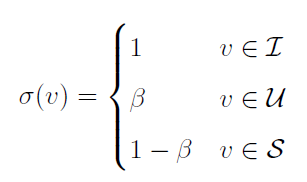 1 v ∈ ℐ
σ(v) = { β v ∈ 𝒰
1 − β v ∈ 𝒮